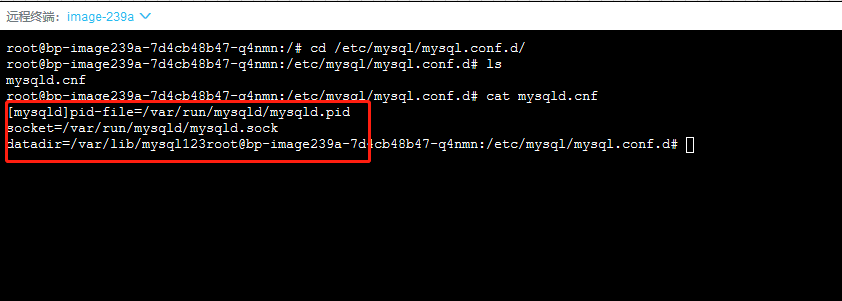 远程终端：image-239a
root@bp-image239a-7d4cb48b47-q4nmn:/# cd /etc/mysql/mysql.conf.d/
root@bp-image239a-7d4cb48b47-q4nmn:/etc/mysql/mysql.conf.d# ls
mysqld.cnf
root@bp-image239a-7d4cb48b47-q4nmn:/etc/mysql/mysql.conf.d# cat mysqld.cnf
[mysqld]pid-file=/var/run/mysqld/mysqld.pid
socket=/var/run/mysqld/mysqld.sock
datadir=/var/lib/mysql123root@bp-image239a-7d4cb48b47-q4nmn:/etc/mysql/mysql.conf.d#